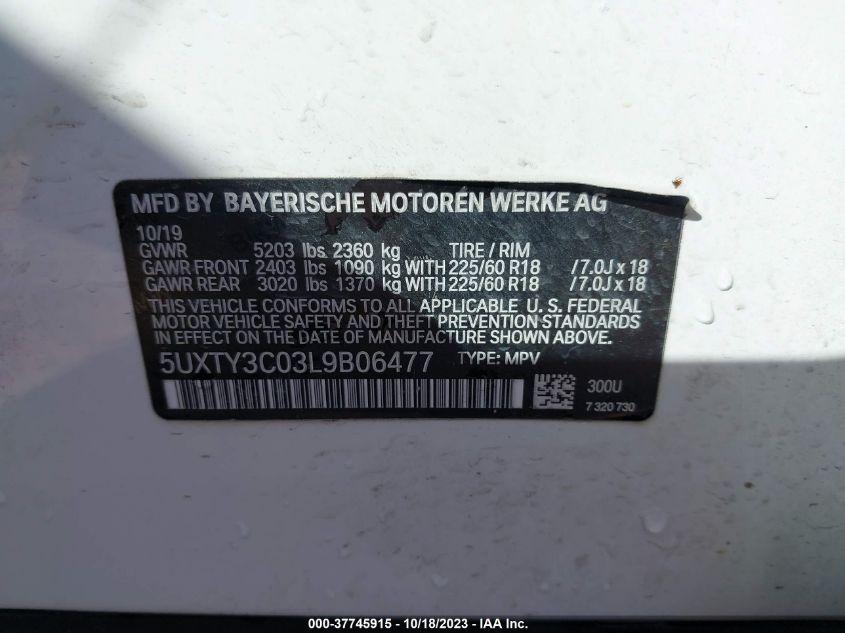 MFD BY BAYERISCHE MOTOREN WERKE AG
10/19
GVWR 5203 lbs 2360 kg TIRE / RIM
GAWR FRONT 2403 lbs 1090 kg WITH 225/60 R18 /7.0J x 18
GAWR REAR 3020 lbs 1370 kg WITH 225/60 R18 /7.0J x 18
THIS VEHICLE CONFORMS TO ALL APPLICABLE U. S. FEDERAL
MOTOR VEHICLE SAFETY AND THEFT PREVENTION STANDARDS
IN EFFECT ON THE DATE OF MANUFACTURE SHOWN ABOVE.
5UXTY3C03L9B06477 TYPE: MPV
300U
7 320 730
000-37745915 - 10/18/2023 - IAA Inc.